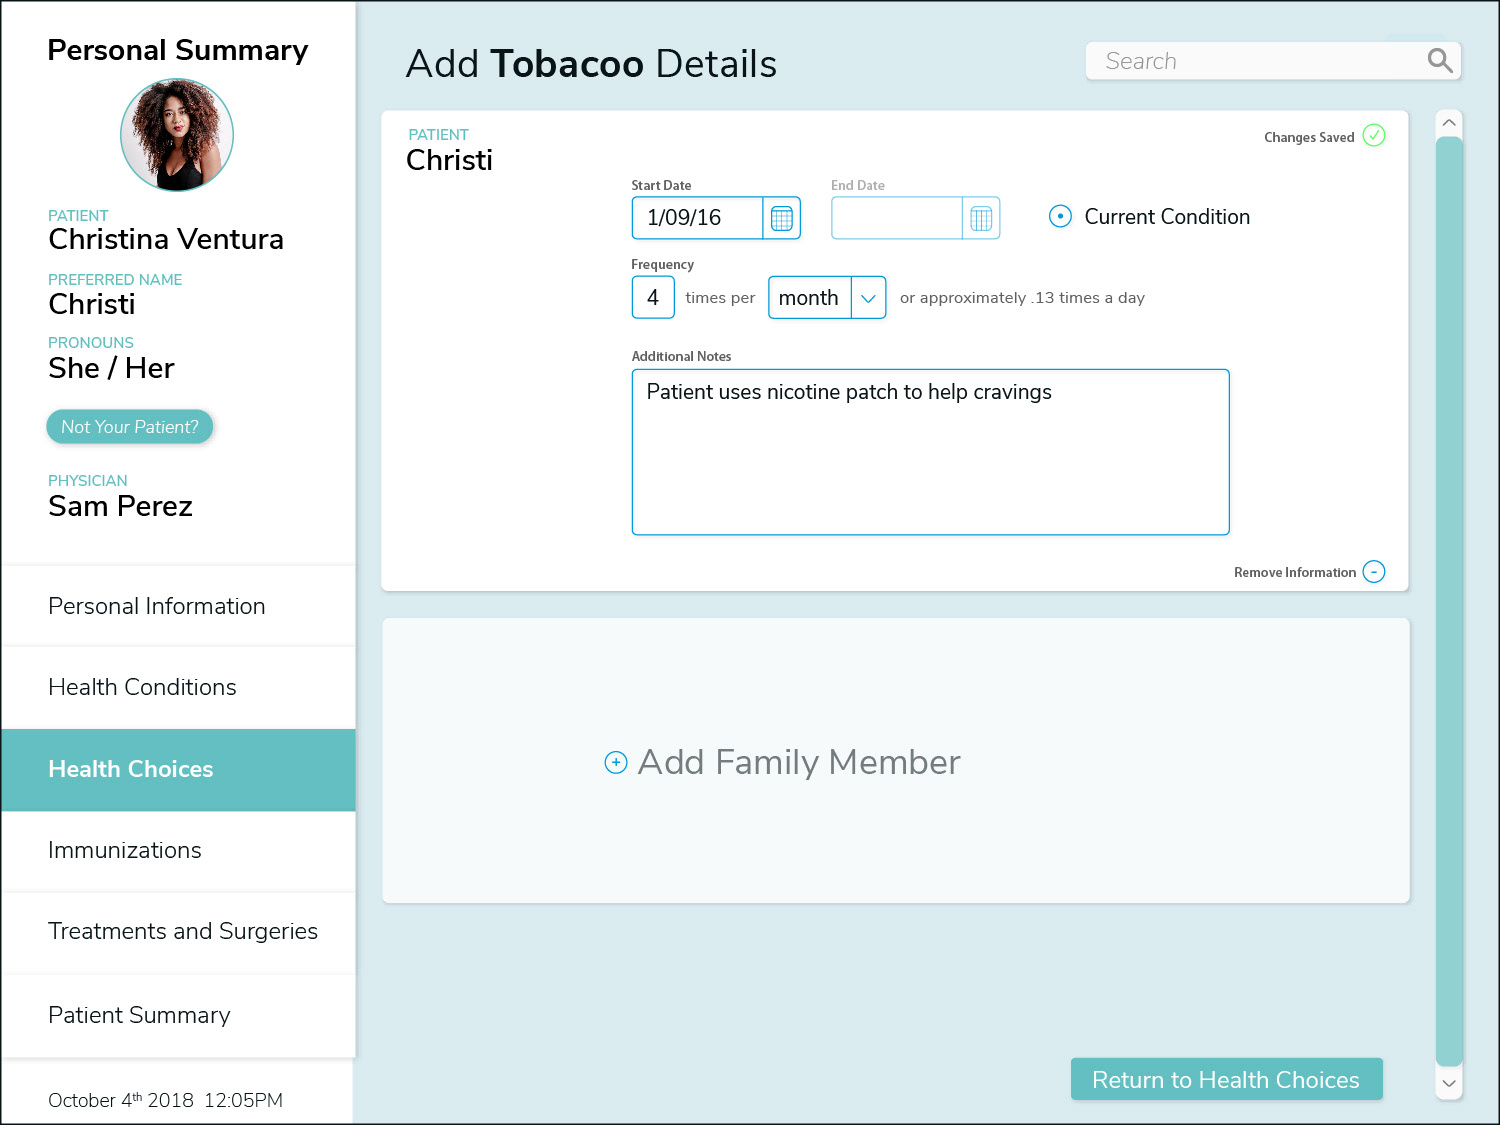 Personal Summary
PATIENT
Christina Ventura
PREFERRED NAME
Christi
PRONOUNS
She / Her
Not Your Patient?
PHYSICIAN
Sam Perez
Personal Information
Health Conditions
Health Choices
Immunizations
Treatments and Surgeries
Patient Summary
October 4th 2018 12:05PM
Add Tobacoo Details
Search
PATIENT
Christi
Changes Saved
Start Date
End Date
1/09/16
Current Condition
Frequency
4 times per month or approximately .13 times a day
Additional Notes
Patient uses nicotine patch to help cravings
Remove Information -
+ Add Family Member
Return to Health Choices